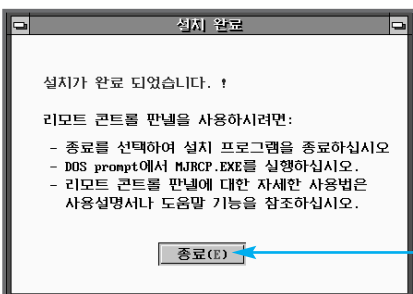 설치 완료
설치가 완료 되었습니다. !
리모트 콘트롤 판넬을 사용하시려면:
- 종료를 선택하여 설치 프로그램을 종료하십시오
- DOS prompt에서 MJRCP.EXE를 실행하십시오.
- 리모트 콘트롤 판넬에 대한 자세한 사용법은
사용설명서나 도움말 기능을 참조하십시오.
종료(E)